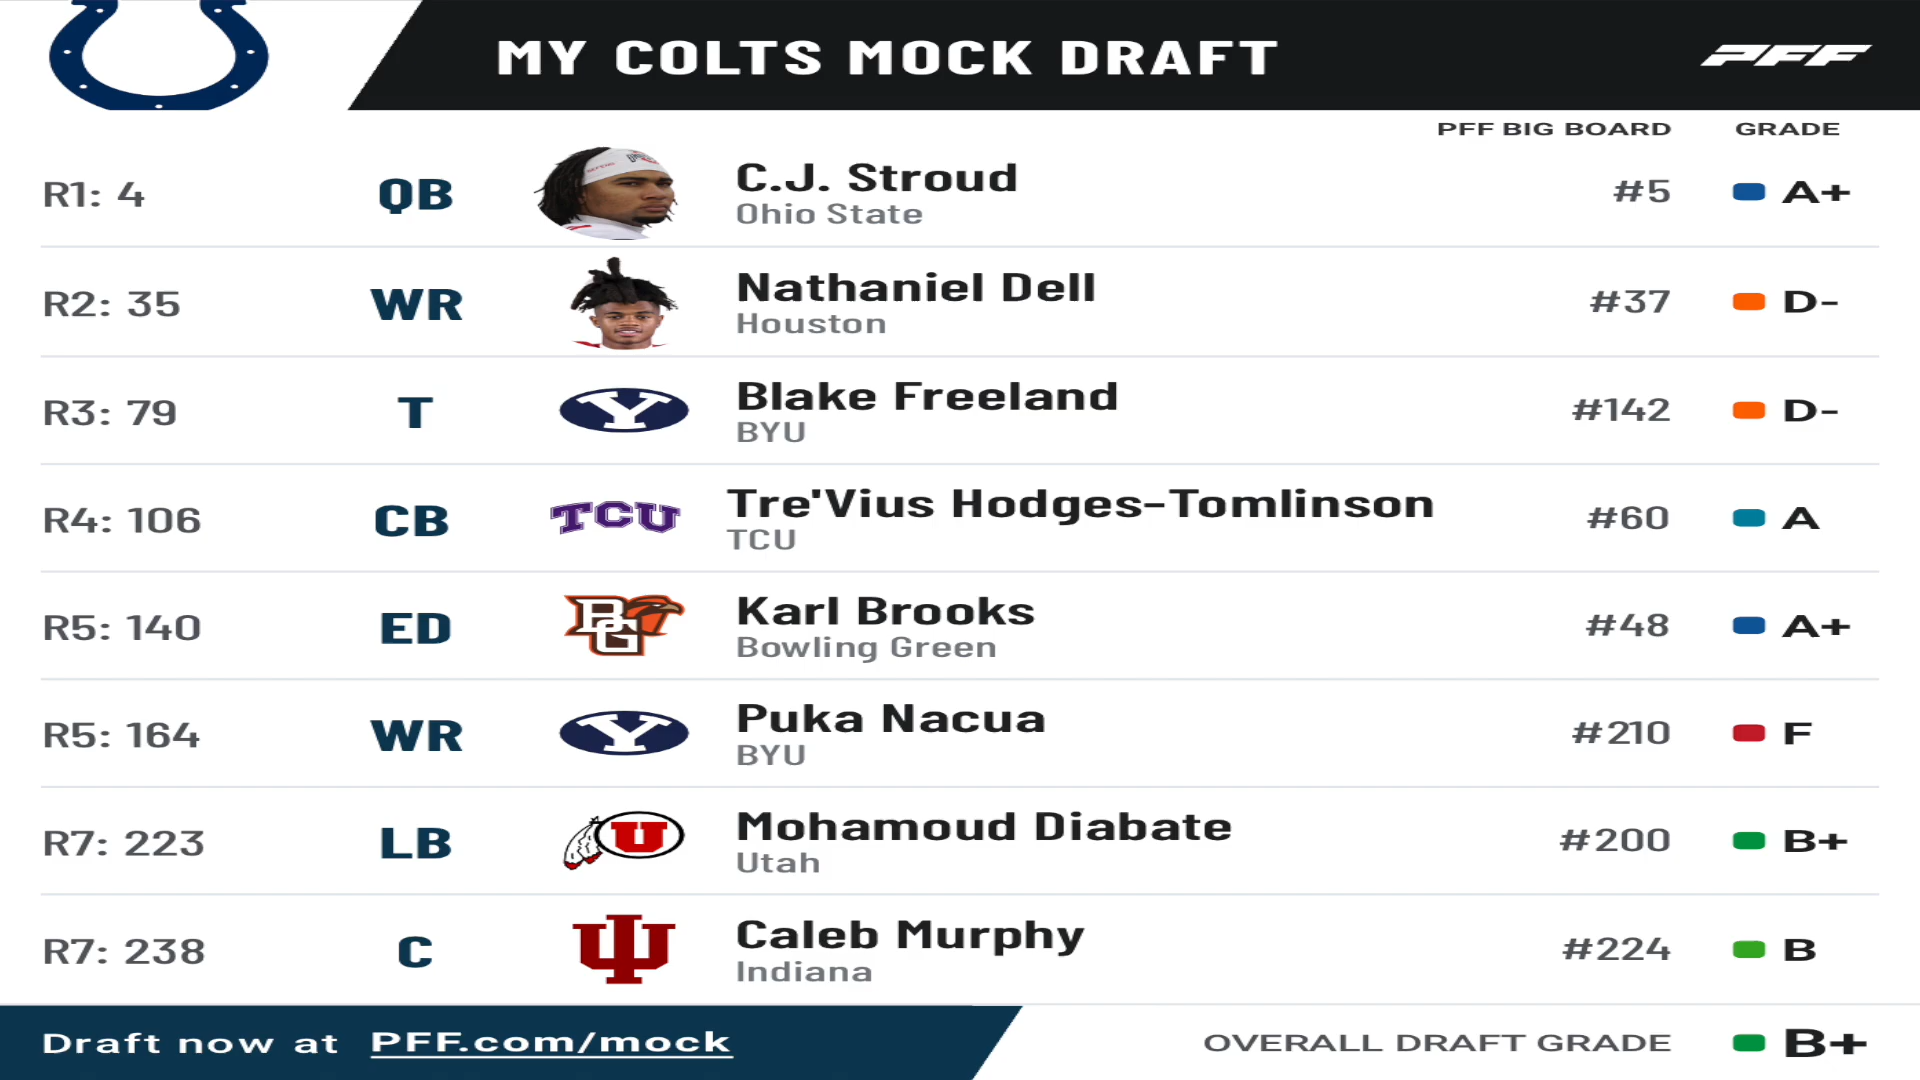 MY COLTS MOCK DRAFT PFF
PFF BIG BOARD GRADE
R1: 4 QB C.J. Stroud #5 A+
Ohio State
R2: 35 WR Nathaniel Dell #37 D-
Houston
R3: 79 T Y Blake Freeland #142 D-
BYU
R4: 106 CB TCU Tre'Vius Hodges-Tomlinson #60 A
TCU
R5: 140 ED BG Karl Brooks #48 A+
Bowling Green
R5: 164 WR Y Puka Nacua #210 F
BYU
R7: 223 LB U Mohamoud Diabate #200 B+
Utah
R7: 238 C IU Caleb Murphy #224 B
Indiana
Draft now at PFF.com/mock OVERALL DRAFT GRADE B+